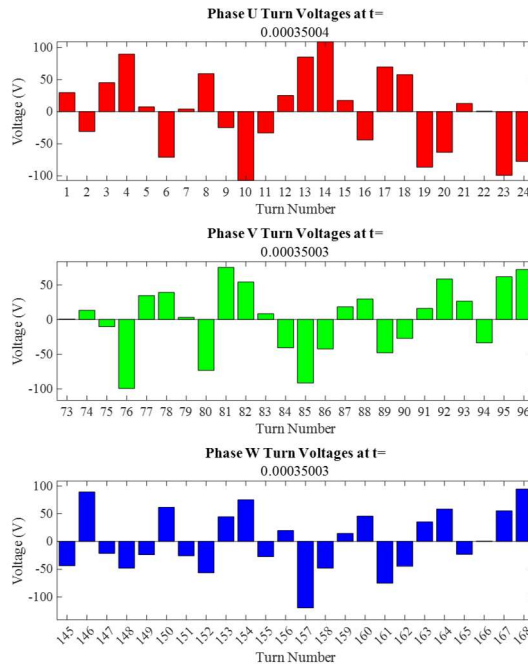 Phase U Turn Voltages at t=
0.00035004
100
50
0
-50
-100
Voltage (V)
1 2 3 4 5 6 7 8 9 10 11 12 13 14 15 16 17 18 19 20 21 22 23 24
Turn Number
Phase V Turn Voltages at t=
0.00035003
50
0
-50
-100
Voltage (V)
73 74 75 76 77 78 79 80 81 82 83 84 85 86 87 88 89 90 91 92 93 94 95 96
Turn Number
Phase W Turn Voltages at t=
0.00035003
100
50
0
-50
-100
Voltage (V)
145 146 147 148 149 150 151 152 153 154 155 156 157 158 159 160 161 162 163 164 165 166 167 168
Turn Number